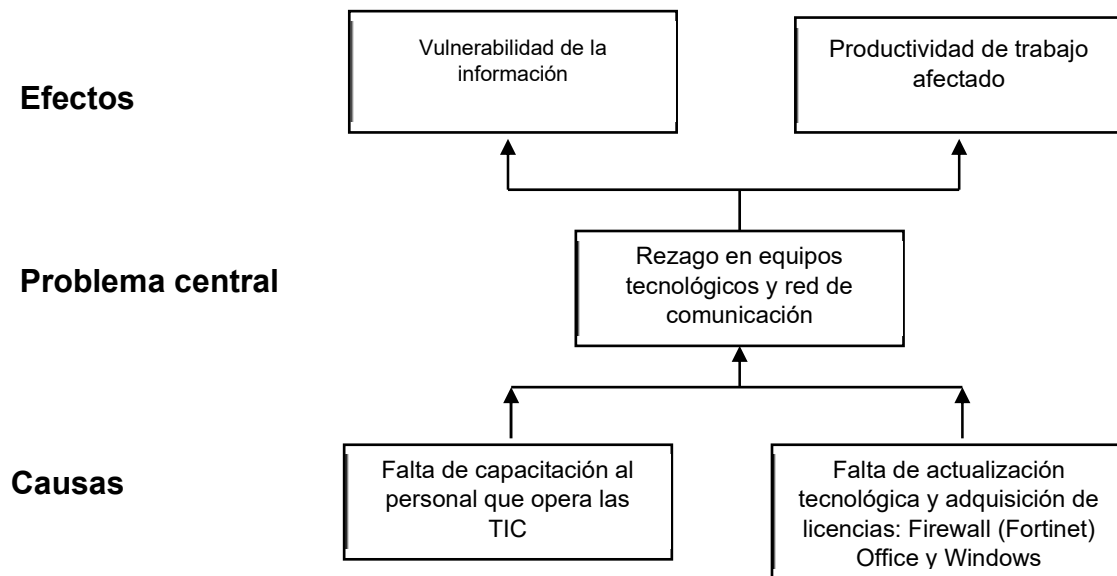 Efectos
Vulnerabilidad de la
información
Productividad de trabajo
afectado
Problema central
Rezago en equipos
tecnológicos y red de
comunicación
Causas
Falta de capacitación al
personal que opera las
TIC
Falta de actualización
tecnológica y adquisición de
licencias: Firewall (Fortinet)
Office y Windows